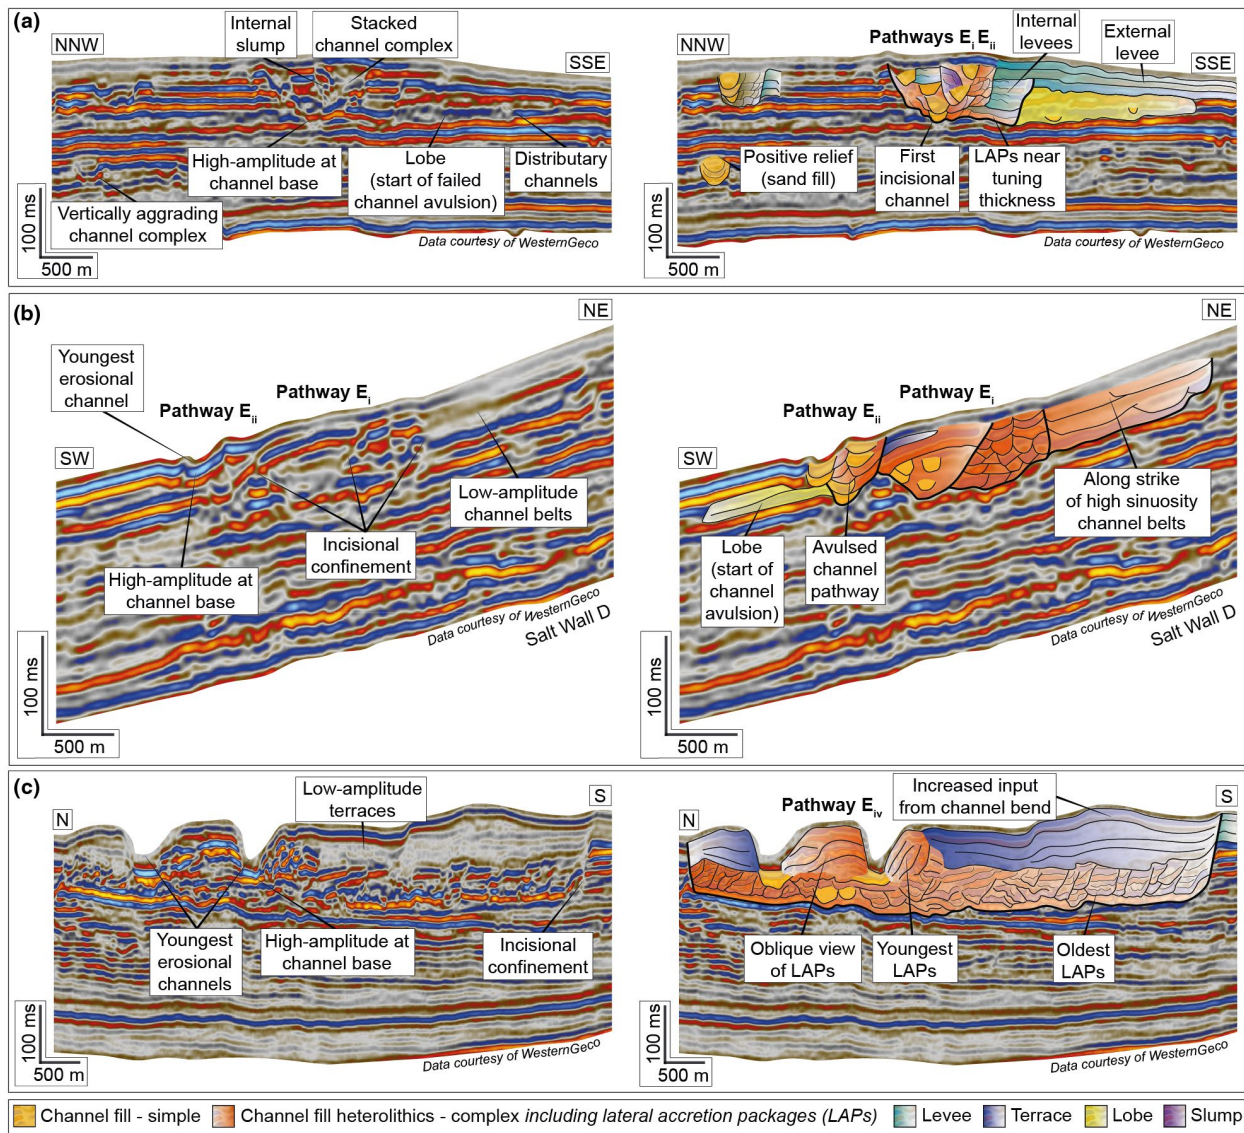 (a)
NNW
Internal
slump
Stacked
channel complex
SSE
High-amplitude at
channel base
Lobe
(start of failed
channel avulsion)
Distributary
channels
Vertically aggrading
channel complex
100 ms
500 m
Data courtesy of WesternGeco
NNW
Pathways Ei Eii
Internal
levees
External
levee
SSE
Positive relief
(sand fill)
First
incisional
channel
LAPs near
tuning
thickness
100 ms
500 m
Data courtesy of WesternGeco
(b)
NE
Youngest
erosional
channel
Pathway Eii
Pathway Ei
SW
Low-amplitude
channel belts
Incisional
confinement
High-amplitude at
channel base
Data courtesy of WesternGeco
Salt Wall D
100 ms
500 m
NE
Pathway Ei
Pathway Eii
SW
Along strike
of high sinuosity
channel belts
Lobe
(start of
channel
avulsion)
Avulsed
channel
pathway
Data courtesy of WesternGeco
Salt Wall D
100 ms
500 m
(c)
N
Low-amplitude
terraces
S
Youngest
erosional
channels
High-amplitude at
channel base
Incisional
confinement
100 ms
500 m
Data courtesy of WesternGeco
N
Pathway Eiv
Increased input
from channel bend
S
Oblique view
of LAPs
Youngest
LAPs
Oldest
LAPs
100 ms
500 m
Data courtesy of WesternGeco
Channel fill - simple
Channel fill heterolithics - complex including lateral accretion packages (LAPs)
Levee
Terrace
Lobe
Slump